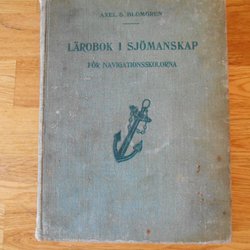 AXEL S. BLOMGREN
LÄROBOK I SJÖMANSKAP
FÖR NAVIGATIONSSKOLORNA